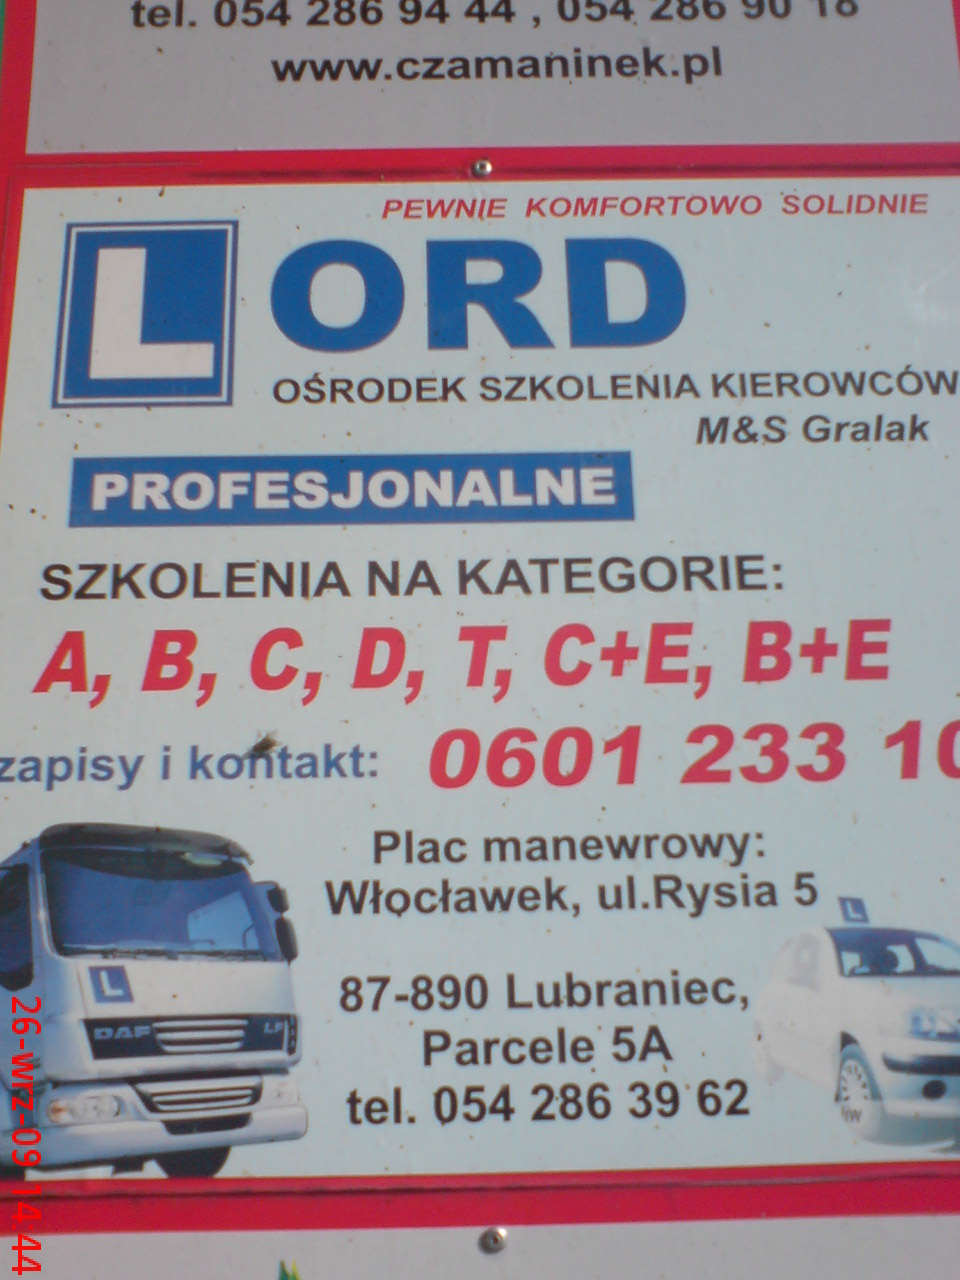 tel. 054 286 94 44 , 054 286 90 18
www.czamaninek.pl
PEWNIE KOMFORTOWO SOLIDNIE
LORD
OŚRODEK SZKOLENIA KIEROWCÓW
M&S Gralak
PROFESJONALNE
SZKOLENIA NA KATEGORIE:
A, B, C, D, T, C+E, B+E
zapisy i kontakt: 0601 233 10
Plac manewrowy:
Włocławek, ul.Rysia 5
L
L
DAF LF
87-890 Lubraniec,
Parcele 5A
tel. 054 286 39 62
26-wrz-09 14:44